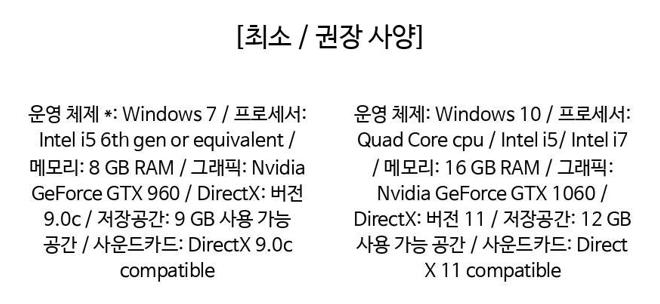 [최소 / 권장 사양]
운영 체제 *: Windows 7 / 프로세서:
Intel i5 6th gen or equivalent /
메모리: 8 GB RAM / 그래픽: Nvidia
GeForce GTX 960 / DirectX: 버전
9.0c / 저장공간: 9 GB 사용 가능
공간 / 사운드카드: DirectX 9.0c
compatible
운영 체제: Windows 10 / 프로세서:
Quad Core cpu / Intel i5/ Intel i7
/ 메모리: 16 GB RAM / 그래픽:
Nvidia GeForce GTX 1060 /
DirectX: 버전 11 / 저장공간: 12 GB
사용 가능 공간 / 사운드카드: Direct
X 11 compatible